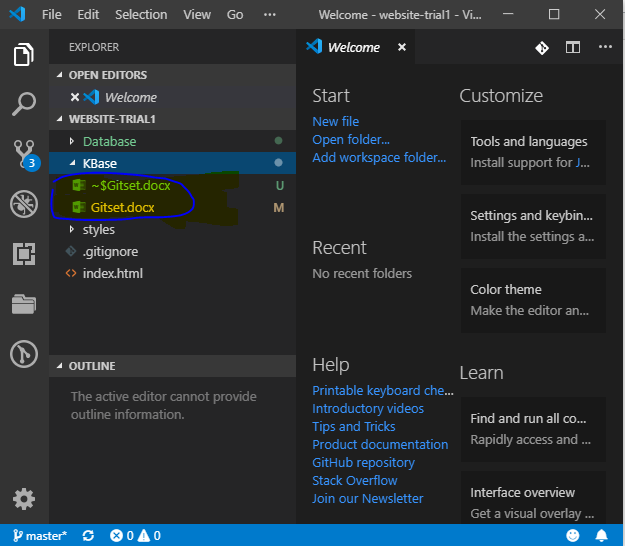 File Edit Selection View Go ••• Welcome - website-trial1 - Vi...
EXPLORER
OPEN EDITORS
Welcome
WEBSITE-TRIAL1
Database
KBase
~$Gitset.docx U
Gitset.docx M
styles
.gitignore
index.html
OUTLINE
The active editor cannot provide
outline information.
3
Welcome
Start
New file
Open folder...
Add workspace folder...
Recent
No recent folders
Help
Printable keyboard che...
Introductory videos
Tips and Tricks
Product documentation
GitHub repository
Stack Overflow
Join our Newsletter
Customize
Tools and languages
Install support for J...
Settings and keybin...
Install the settings a...
Color theme
Make the editor an...
Learn
Find and run all co...
Rapidly access and ...
Interface overview
Get a visual overlay ...
master* 0 0